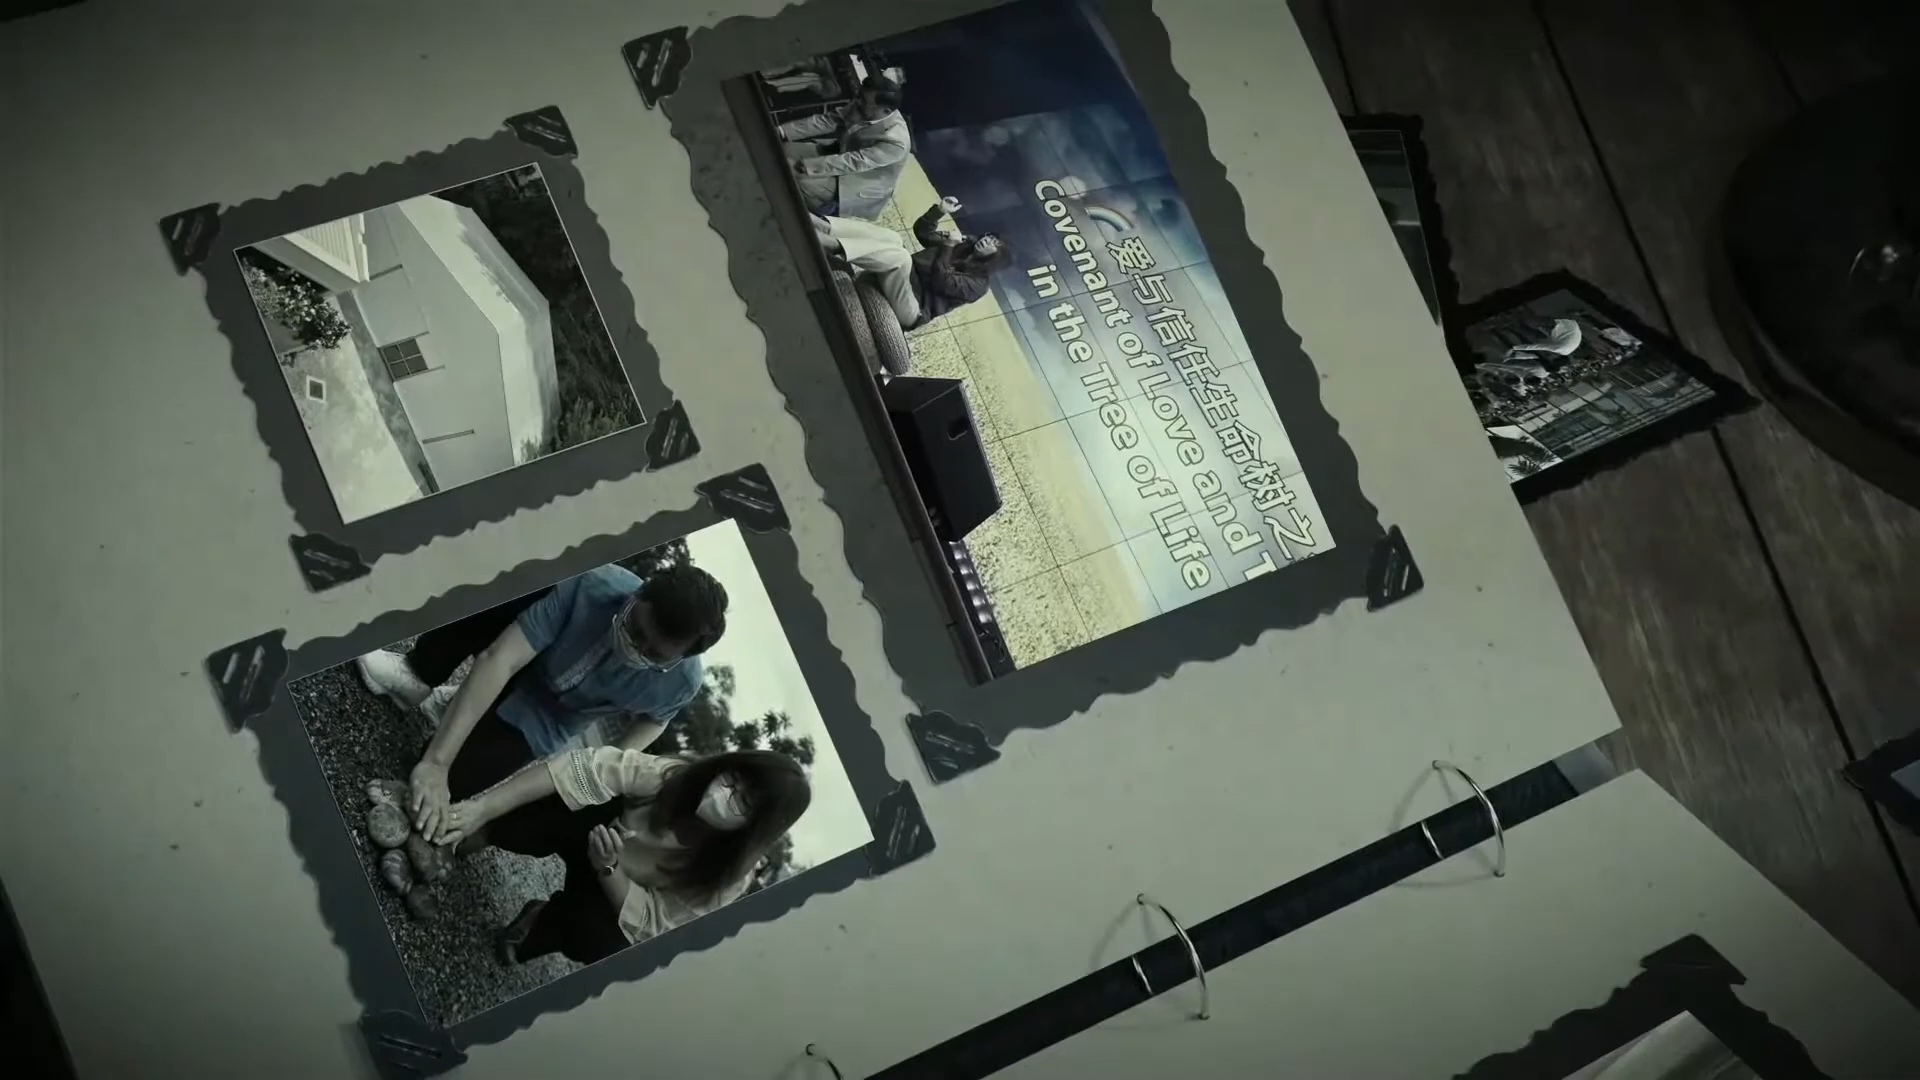 爱与信任生命树之
Covenant of Love and T
in the Tree of Life